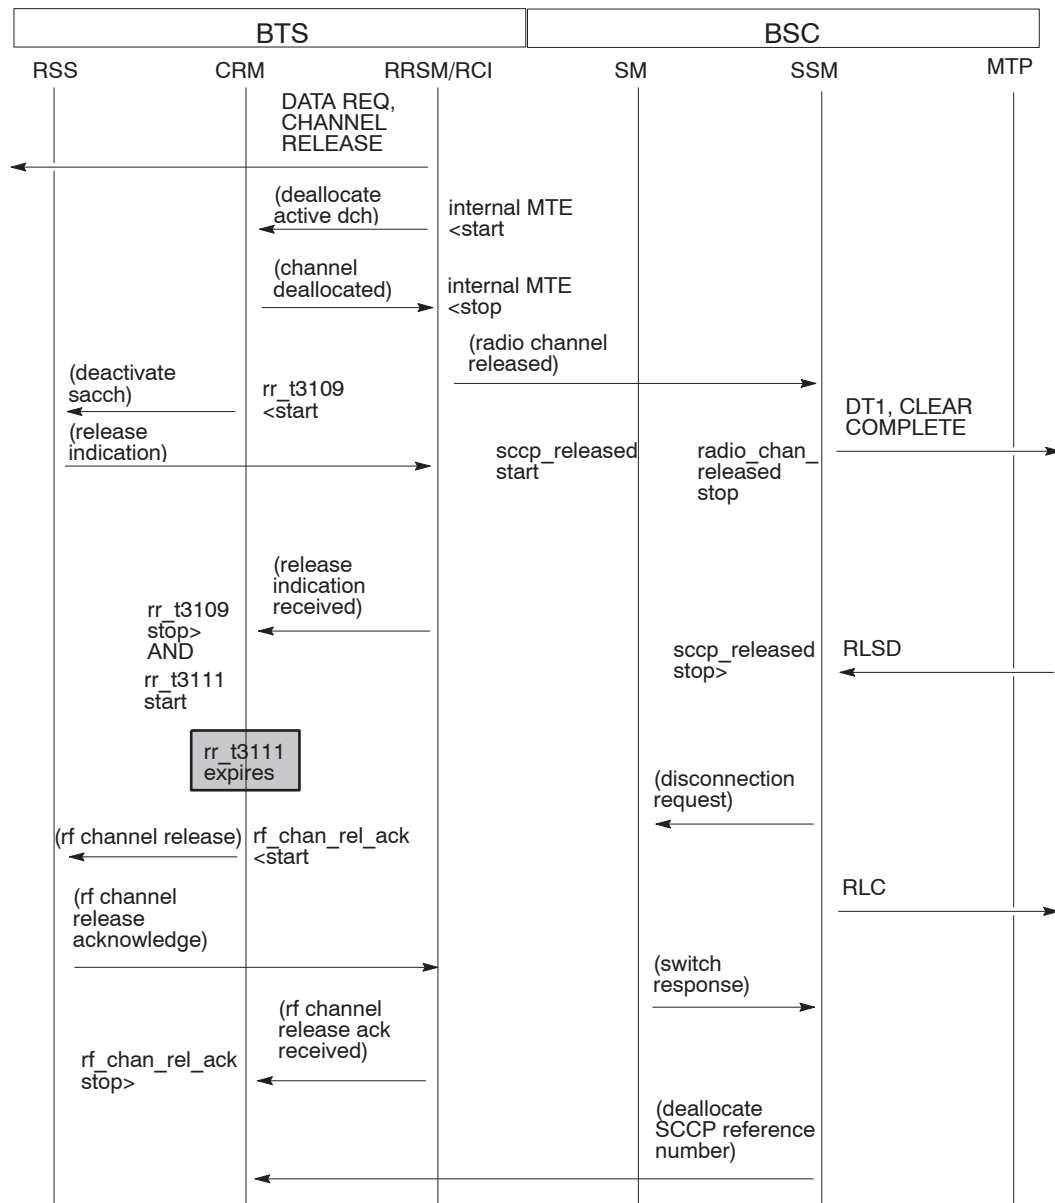 BTS
BSC
RSS
CRM
RRSM/RCI
SM
SSM
MTP
DATA REQ,
CHANNEL
RELEASE
(deallocate
active dch)
internal MTE
<start
(channel
deallocated)
internal MTE
<stop
(radio channel
released)
(deactivate
sacch)
rr_t3109
<start
DT1, CLEAR
COMPLETE
(release
indication)
sccp_released
start
radio_chan_
released
stop
(release
indication
received)
rr_t3109
stop>
AND
rr_t3111
start
sccp_released
stop>
RLSD
rr_t3111
expires
(disconnection
request)
(rf channel release)
rf_chan_rel_ack
<start
RLC
(rf channel
release
acknowledge)
(switch
response)
(rf channel
release ack
received)
rf_chan_rel_ack
stop>
(deallocate
SCCP reference
number)